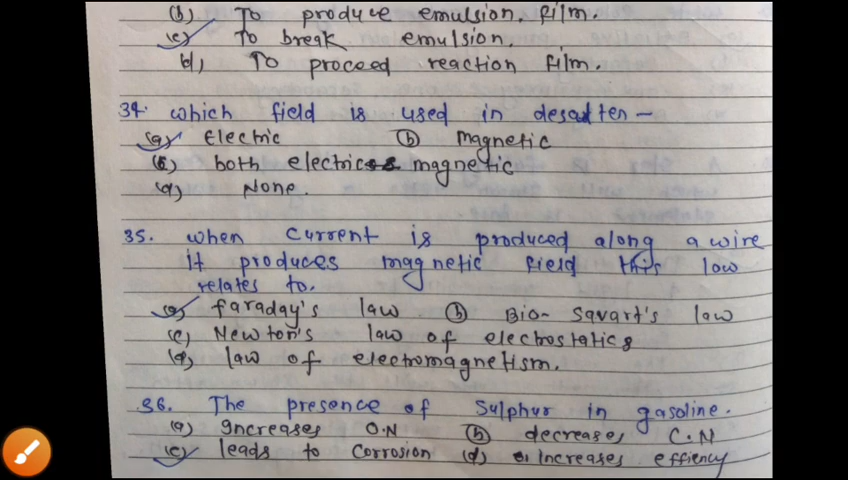 (b) To produce emulsion, film.
(c) To break emulsion.
(d) To proceed reaction film.
34. which field is used in desalten -
(a) Electric (b) Magnetic
(c) both electric & magnetic
(d) None.
35. when current is produced along a wire
it produces magnetic field this low
relates to.
(a) faraday's law (b) Bio- Savart's law
(c) Newton's law of electrostatics
(d) law of electromagnetism.
36. The presence of Sulphur in gasoline.
(a) Increases O.N (b) decreases C.N
(c) leads to corrosion (d) Increases effiency